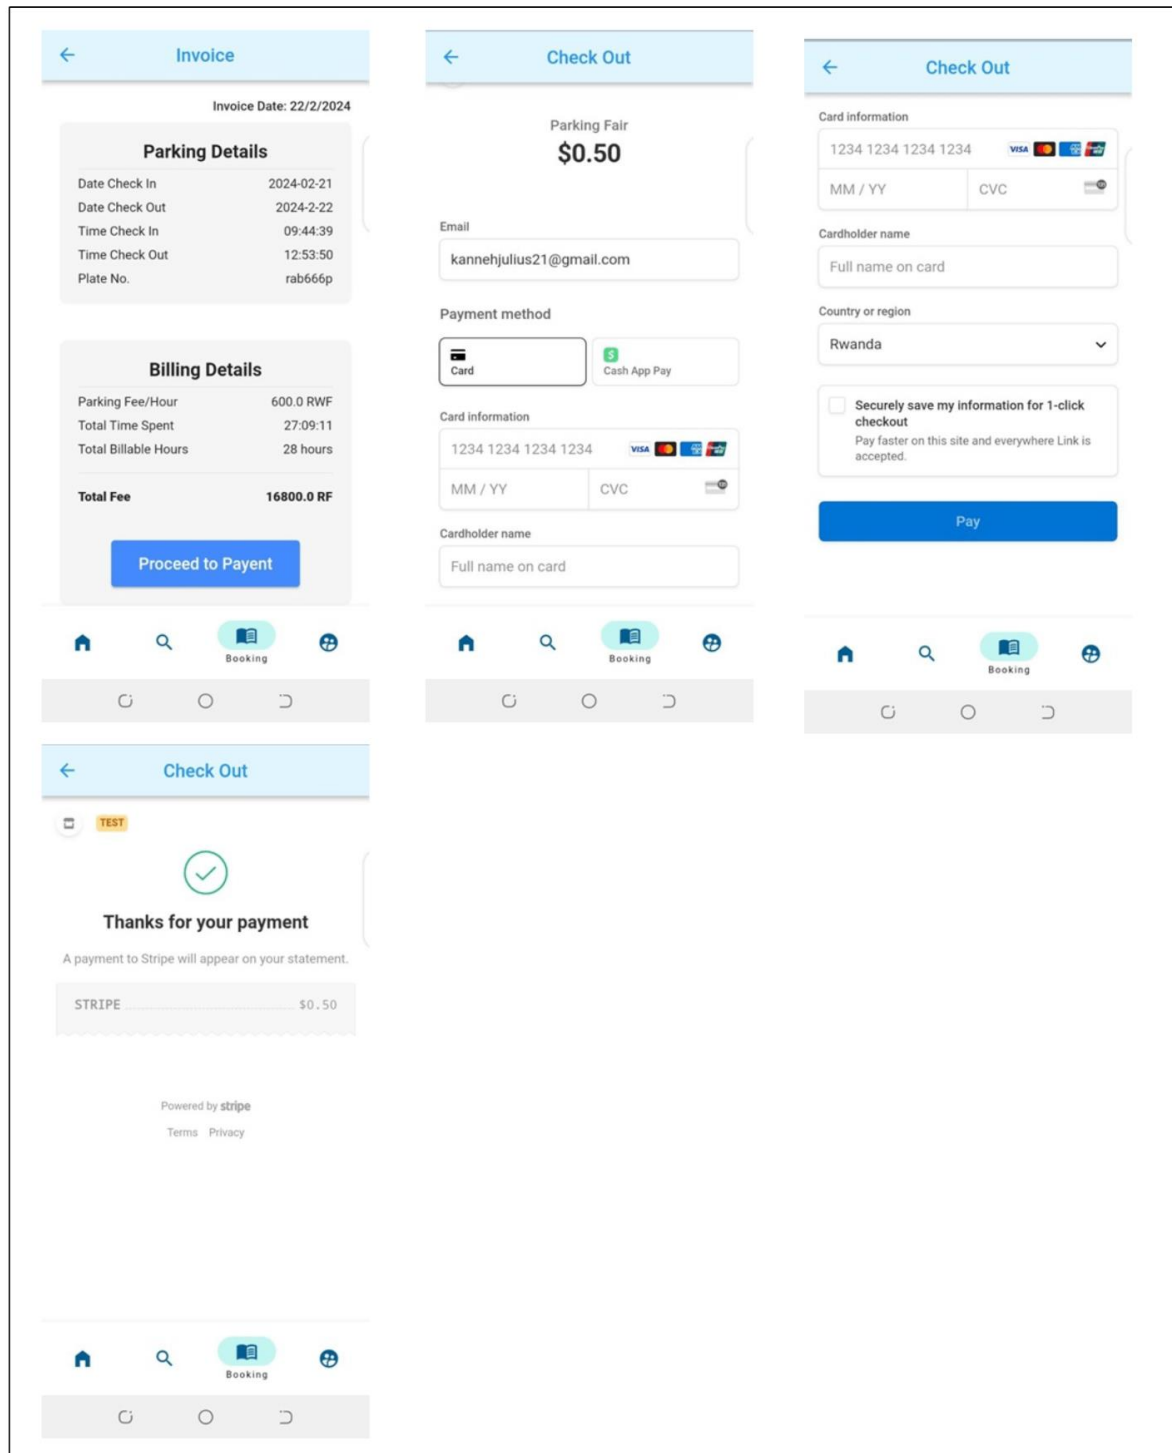 Invoice
Invoice Date: 22/2/2024
Parking Details
Date Check In 2024-02-21
Date Check Out 2024-2-22
Time Check In 09:44:39
Time Check Out 12:53:50
Plate No. rab666p
Billing Details
Parking Fee/Hour 600.0 RWF
Total Time Spent 27:09:11
Total Billable Hours 28 hours
Total Fee 16800.0 RF
Proceed to Payent
Booking
Check Out
Parking Fair
$0.50
Email
kannehjulius21@gmail.com
Payment method
Card
$
Cash App Pay
Card information
1234 1234 1234 1234 VISA
MM / YY CVC
Cardholder name
Full name on card
Booking
Check Out
Card information
1234 1234 1234 1234 VISA
MM / YY CVC
Cardholder name
Full name on card
Country or region
Rwanda
Securely save my information for 1-click
checkout
Pay faster on this site and everywhere Link is
accepted.
Pay
Booking
Check Out
TEST
Thanks for your payment
A payment to Stripe will appear on your statement.
STRIPE $0.50
Powered by stripe
Terms Privacy
Booking